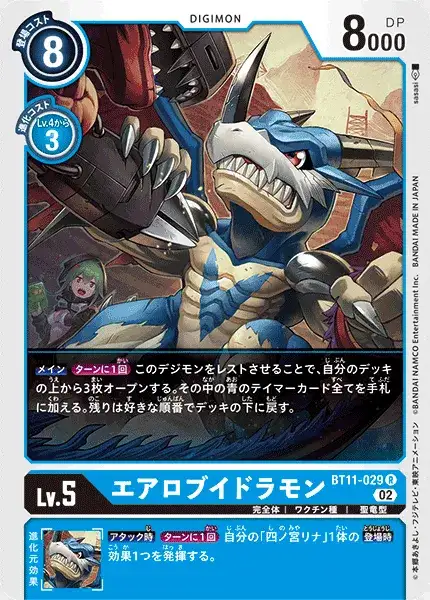 DIGIMON
登場コスト
8
8000
DP
進化コスト
Lv.4から
3
sasasi
©本郷あきよし・フジテレビ・東映アニメーション
©BANDAI NAMCO Entertainment Inc. BANDAI MADE IN JAPAN
メイン ターンに1回 このデジモンをレストさせることで、自分のデッキ
の上から3枚オープンする。その中の青のテイマーカード全てを手札
に加える。残りは好きな順番でデッキの下に戻す。
Lv.5
エアロブイドラモン
BT11-029 R
02
完全体 ワクチン種 聖竜型
進化元効果
アタック時 ターンに1回 自分の「四ノ宮リナ」1体の登場時
効果1つを発揮する。